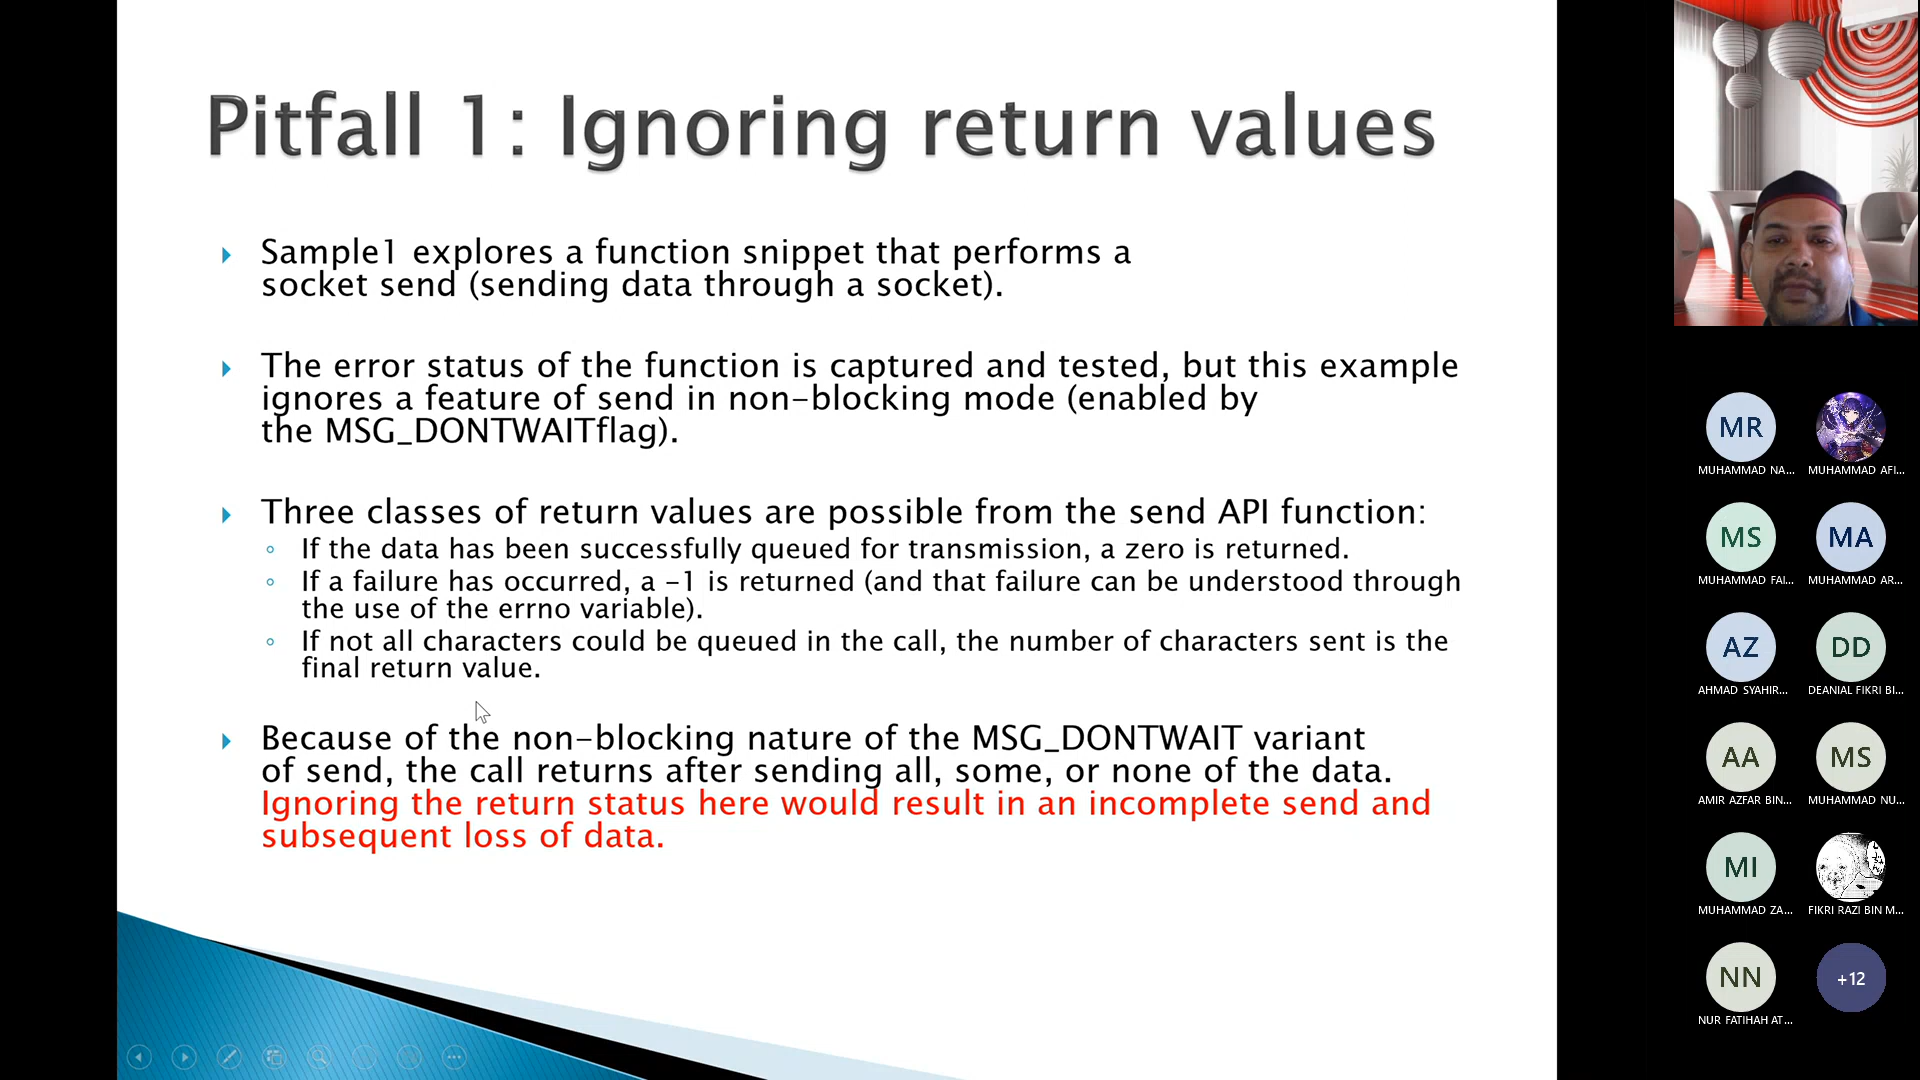 Pitfall 1: Ignoring return values
Sample1 explores a function snippet that performs a
socket send (sending data through a socket).
The error status of the function is captured and tested, but this example
ignores a feature of send in non-blocking mode (enabled by
the MSG_DONTWAITflag).
Three classes of return values are possible from the send API function:
If the data has been successfully queued for transmission, a zero is returned.
If a failure has occurred, a -1 is returned (and that failure can be understood through
the use of the errno variable).
If not all characters could be queued in the call, the number of characters sent is the
final return value.
Because of the non-blocking nature of the MSG_DONTWAIT variant
of send, the call returns after sending all, some, or none of the data.
Ignoring the return status here would result in an incomplete send and
subsequent loss of data.
MR
MUHAMMAD NA...
MUHAMMAD AFI...
MS
MA
MUHAMMAD FAI...
MUHAMMAD AR...
AZ
DD
AHMAD SYAHIR...
DEANIAL FIKRI BI...
AA
MS
AMIR AZFAR BIN...
MUHAMMAD NU...
MI
MUHAMMAD ZA...
FIKRI RAZI BIN M...
NN
+12
NUR FATIHAH AT...